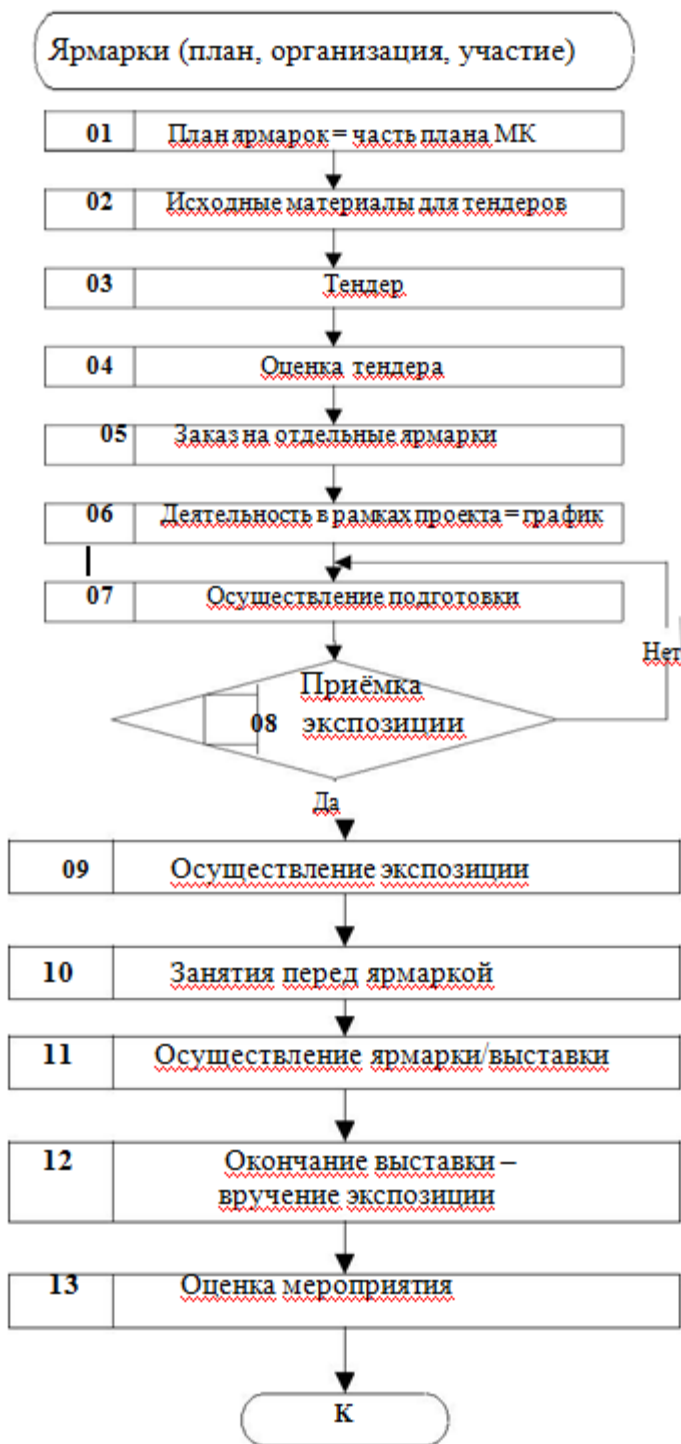 Ярмарки (план, организация, участие)
01 План ярмарок = часть плана МК
02 Исходные материалы для тендеров
03 Тендер
04 Оценка тендера
05 Заказ на отдельные ярмарки
06 Деятельность в рамках проекта = график
07 Осуществление подготовки
Нет
Приёмка
08 экспозиции
Да
09 Осуществление экспозиции
10 Занятия перед ярмаркой
11 Осуществление ярмарки/выставки
12 Окончание выставки –
вручение экспозиции
13 Оценка мероприятия
К